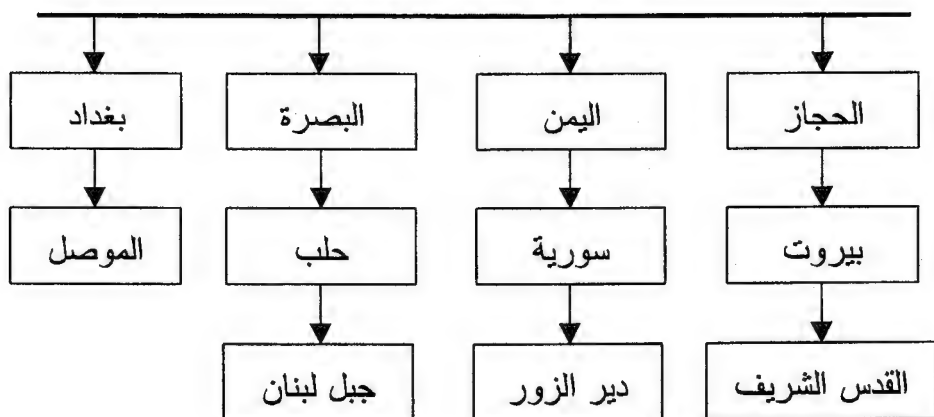 الحجاز
اليمن
البصرة
بغداد
بيروت
سورية
حلب
الموصل
القدس الشريف
دير الزور
جبل لبنان